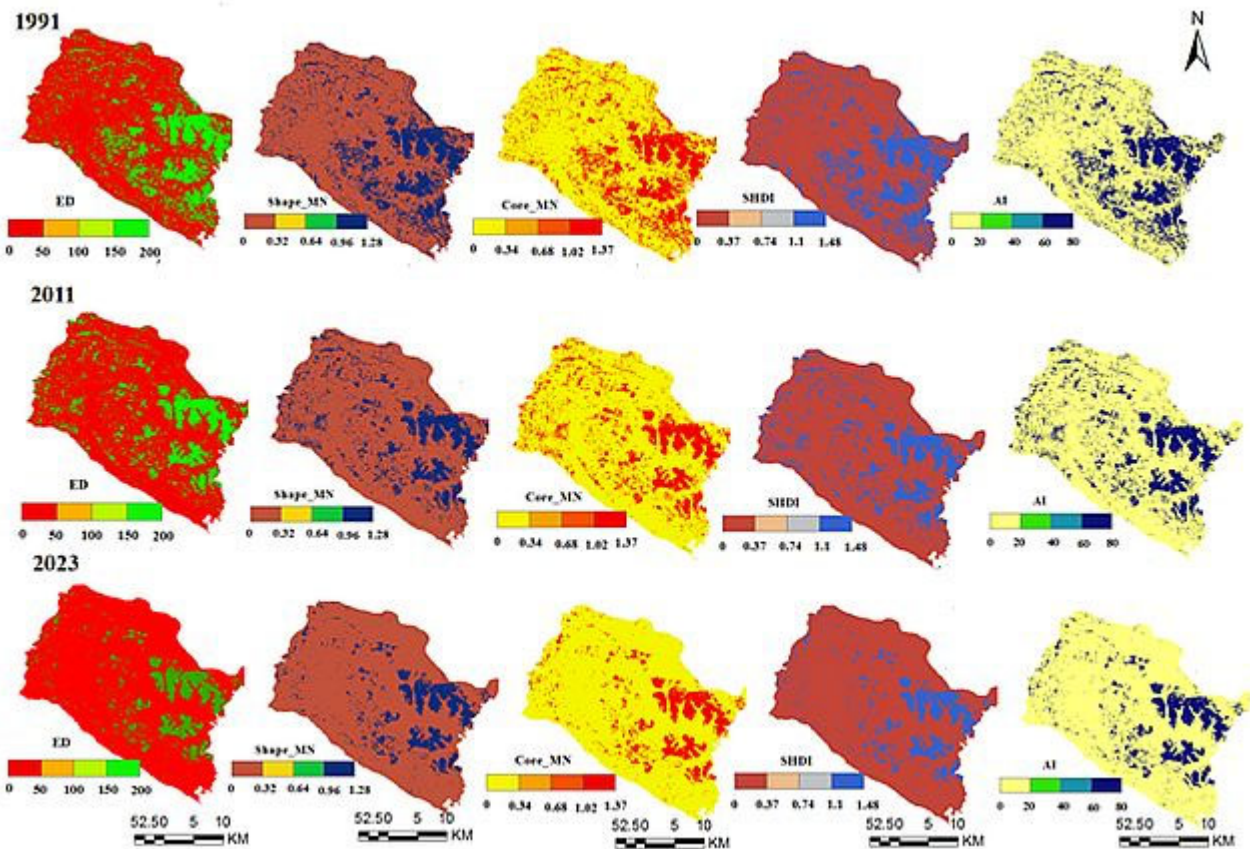 1991
N
ED
0 50 100 150 200
Shape_MN
0 0.32 0.64 0.96 1.28
Core_MN
0 0.34 0.68 1.02 1.37
SHDI
0 0.37 0.74 1.1 1.48
AI
0 20 40 60 80
2011
ED
0 50 100 150 200
Shape_MN
0 0.32 0.64 0.96 1.28
Core_MN
0 0.34 0.68 1.02 1.37
SHDI
0 0.37 0.74 1.1 1.48
AI
0 20 40 60 80
2023
ED
0 50 100 150 200
Shape_MN
0 0.32 0.64 0.96 1.28
Core_MN
0 0.34 0.68 1.02 1.37
SHDI
0 0.37 0.74 1.1 1.48
AI
0 20 40 60 80
52.50 5 10
KM
52.50 5 10
KM
52.50 5 10
KM
52.50 5 10
KM
52.50 5 10
KM